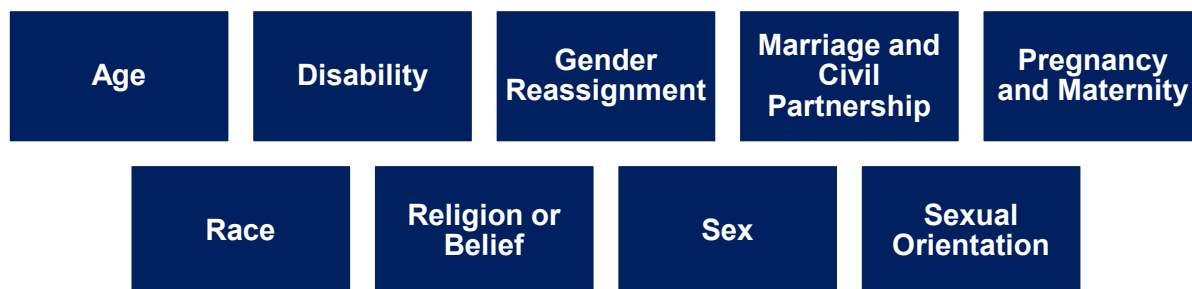 Age
Disability
Gender
Reassignment
Marriage and
Civil
Partnership
Pregnancy
and Maternity
Race
Religion or
Belief
Sex
Sexual
Orientation